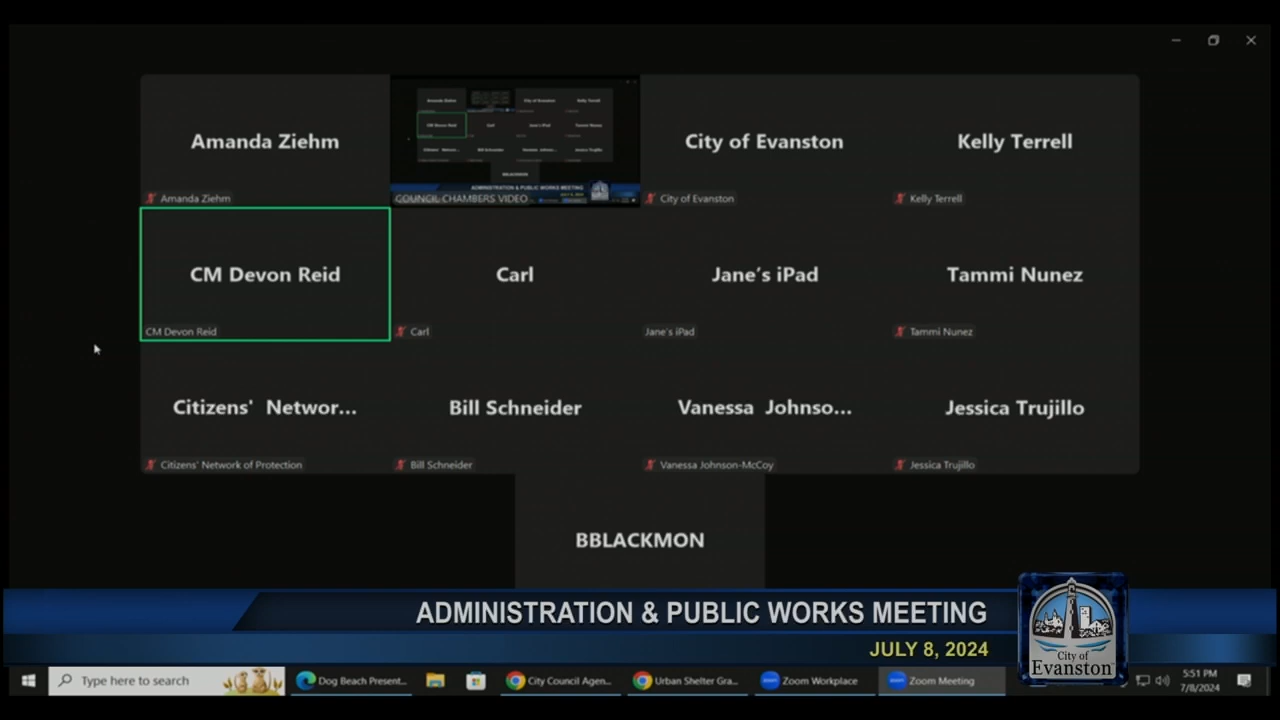 Amanda Ziehm
City of Evanston
Kelly Terrell
Amanda Ziehm
COUNCIL CHAMBERS VIDEO
City of Evanston
Kelly Terrell
CM Devon Reid
Carl
Jane's iPad
Tammi Nunez
CM Devon Reid
Carl
Jane's iPad
Tammi Nunez
Citizens' Networ...
Bill Schneider
Vanessa Johnso...
Jessica Trujillo
Citizens' Network of Protection
Bill Schneider
Vanessa Johnson-McCoy
Jessica Trujillo
BBLACKMON
ADMINISTRATION & PUBLIC WORKS MEETING
JULY 8, 2024
City of
Evanston
Type here to search
Dog Beach Present...
City Council Agen...
Urban Shelter Gra...
Zoom Workplace
Zoom Meeting
5:51 PM
7/8/2024